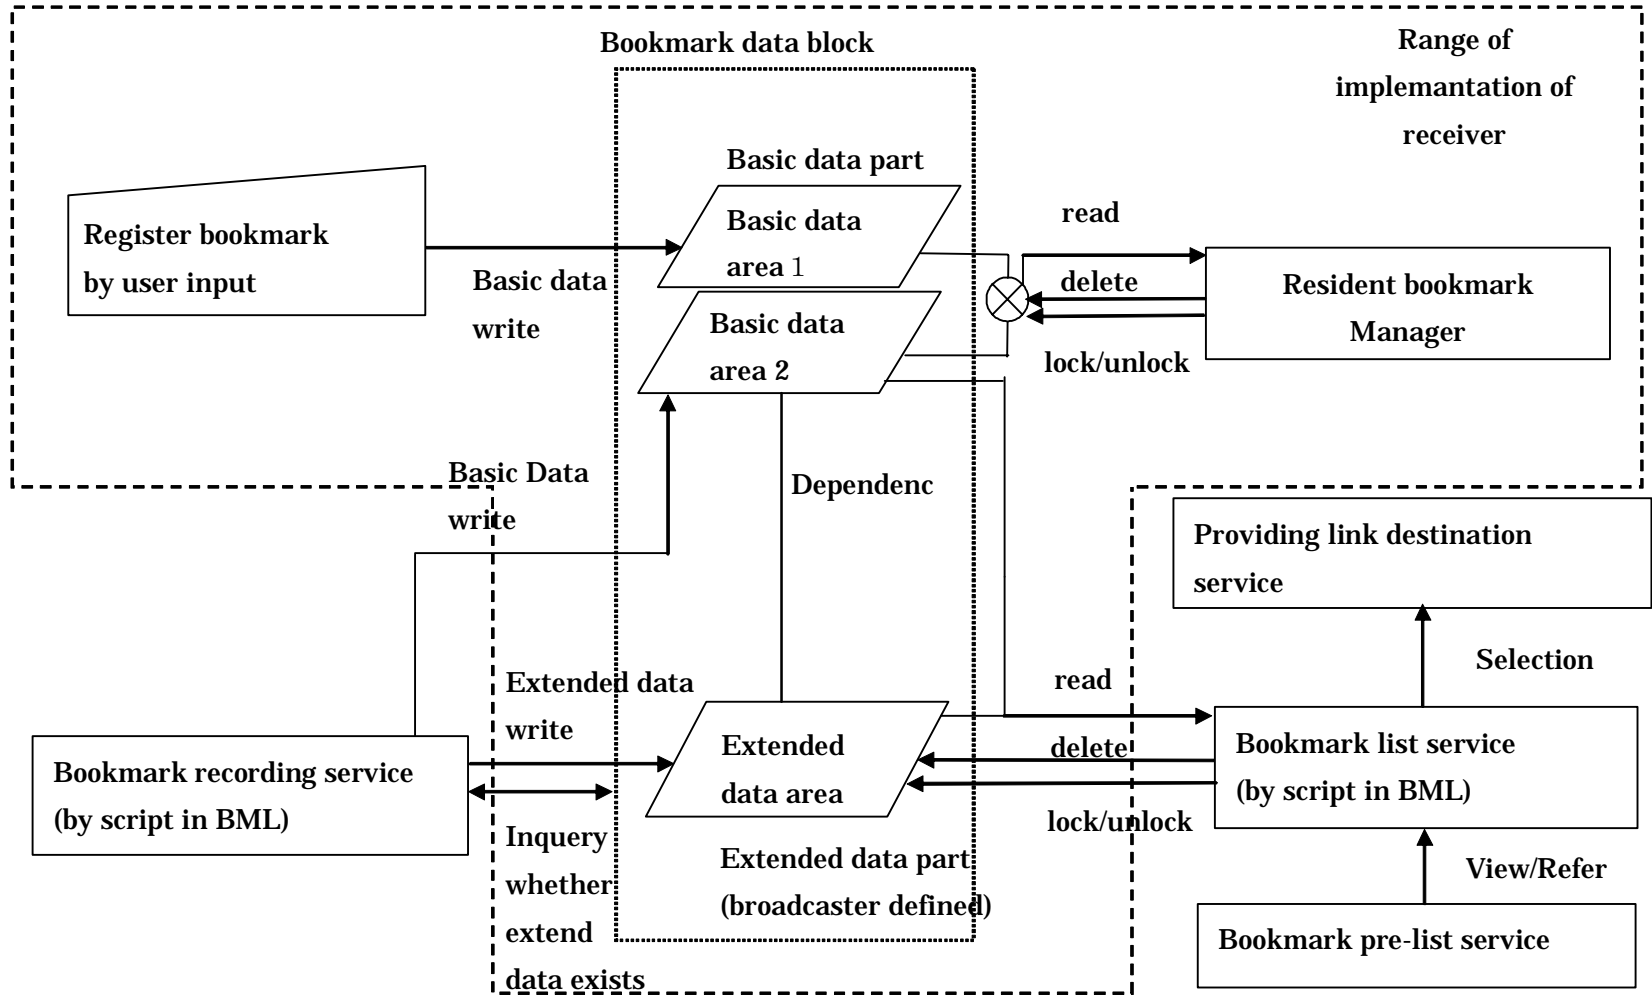 Bookmark data block
Range of
implemantation of
receiver
Basic data part
Register bookmark
by user input
Basic data
write
Basic data
area 1
Basic data
area 2
read
delete
lock/unlock
Resident bookmark
Manager
Basic Data
write
Dependenc
Providing link destination
service
Selection
Extended data
write
Bookmark recording service
(by script in BML)
Inquery
whether
extend
data exists
Extended
data area
Extended data part
(broadcaster defined)
read
delete
lock/unlock
Bookmark list service
(by script in BML)
View/Refer
Bookmark pre-list service